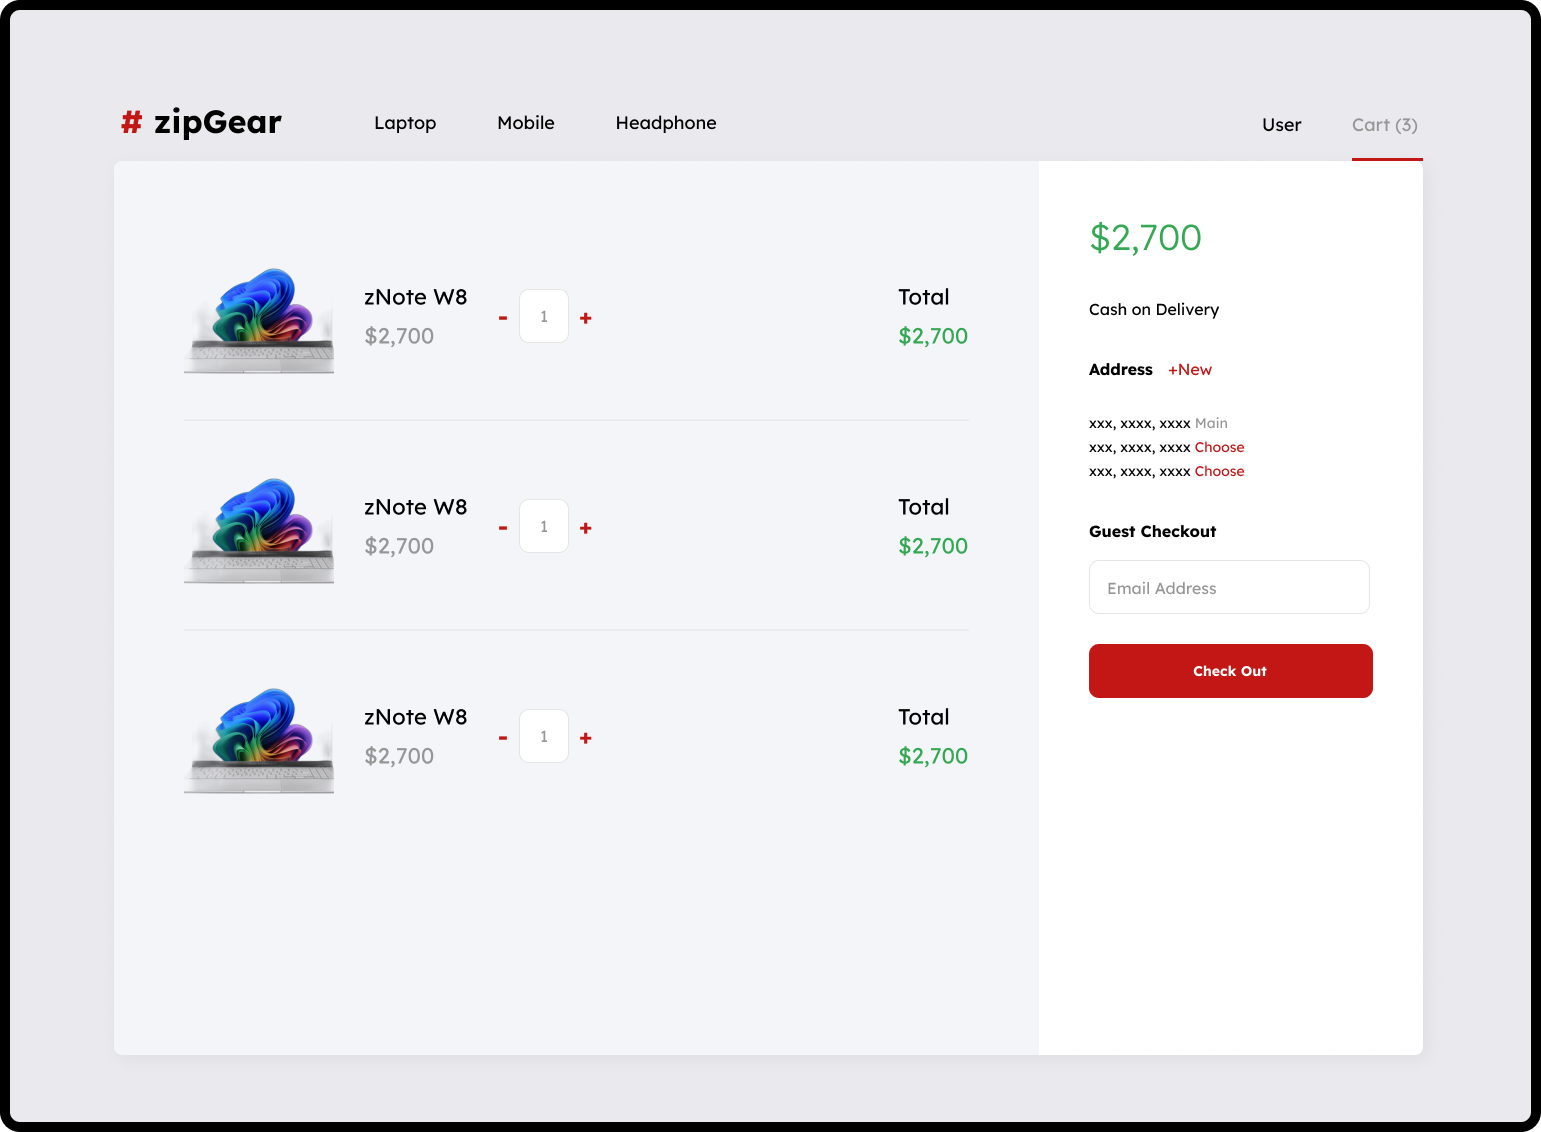 # zipGear
Laptop
Mobile
Headphone
User
Cart (3)
zNote W8
$2,700
- 1 +
Total
$2,700
zNote W8
$2,700
- 1 +
Total
$2,700
zNote W8
$2,700
- 1 +
Total
$2,700
$2,700
Cash on Delivery
Address +New
xxx, xxxx, xxxx Main
xxx, xxxx, xxxx Choose
xxx, xxxx, xxxx Choose
Guest Checkout
Email Address
Check Out